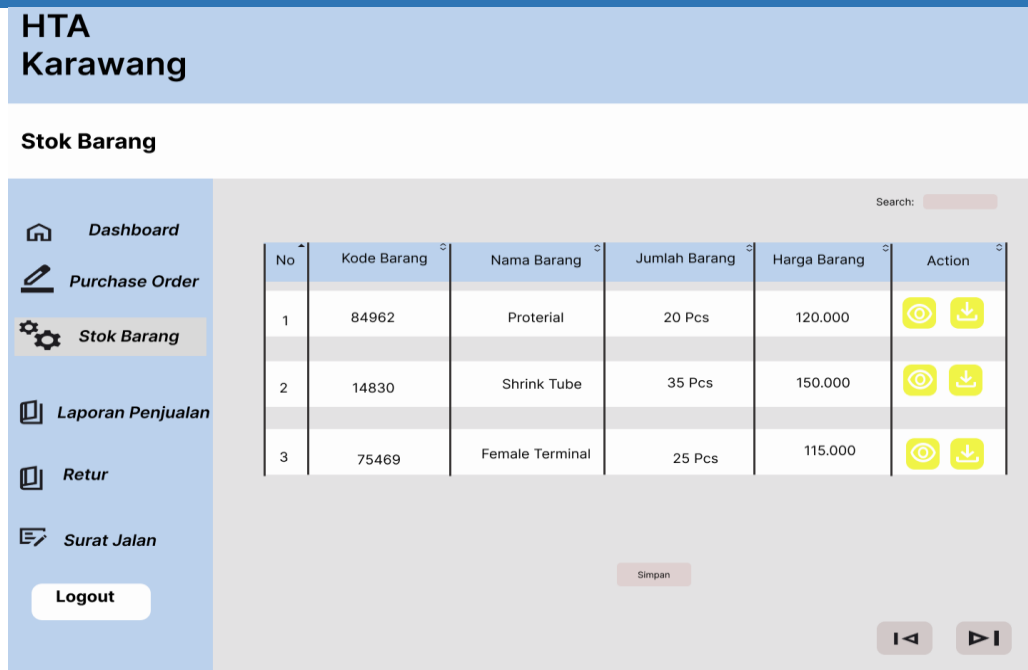 HTA
Karawang
Stok Barang
Dashboard
Purchase Order
Stok Barang
Laporan Penjualan
Retur
Surat Jalan
Logout
Search:
No Kode Barang Nama Barang Jumlah Barang Harga Barang Action
1 84962 Proterial 20 Pcs 120.000
2 14830 Shrink Tube 35 Pcs 150.000
3 75469 Female Terminal 25 Pcs 115.000
Simpan